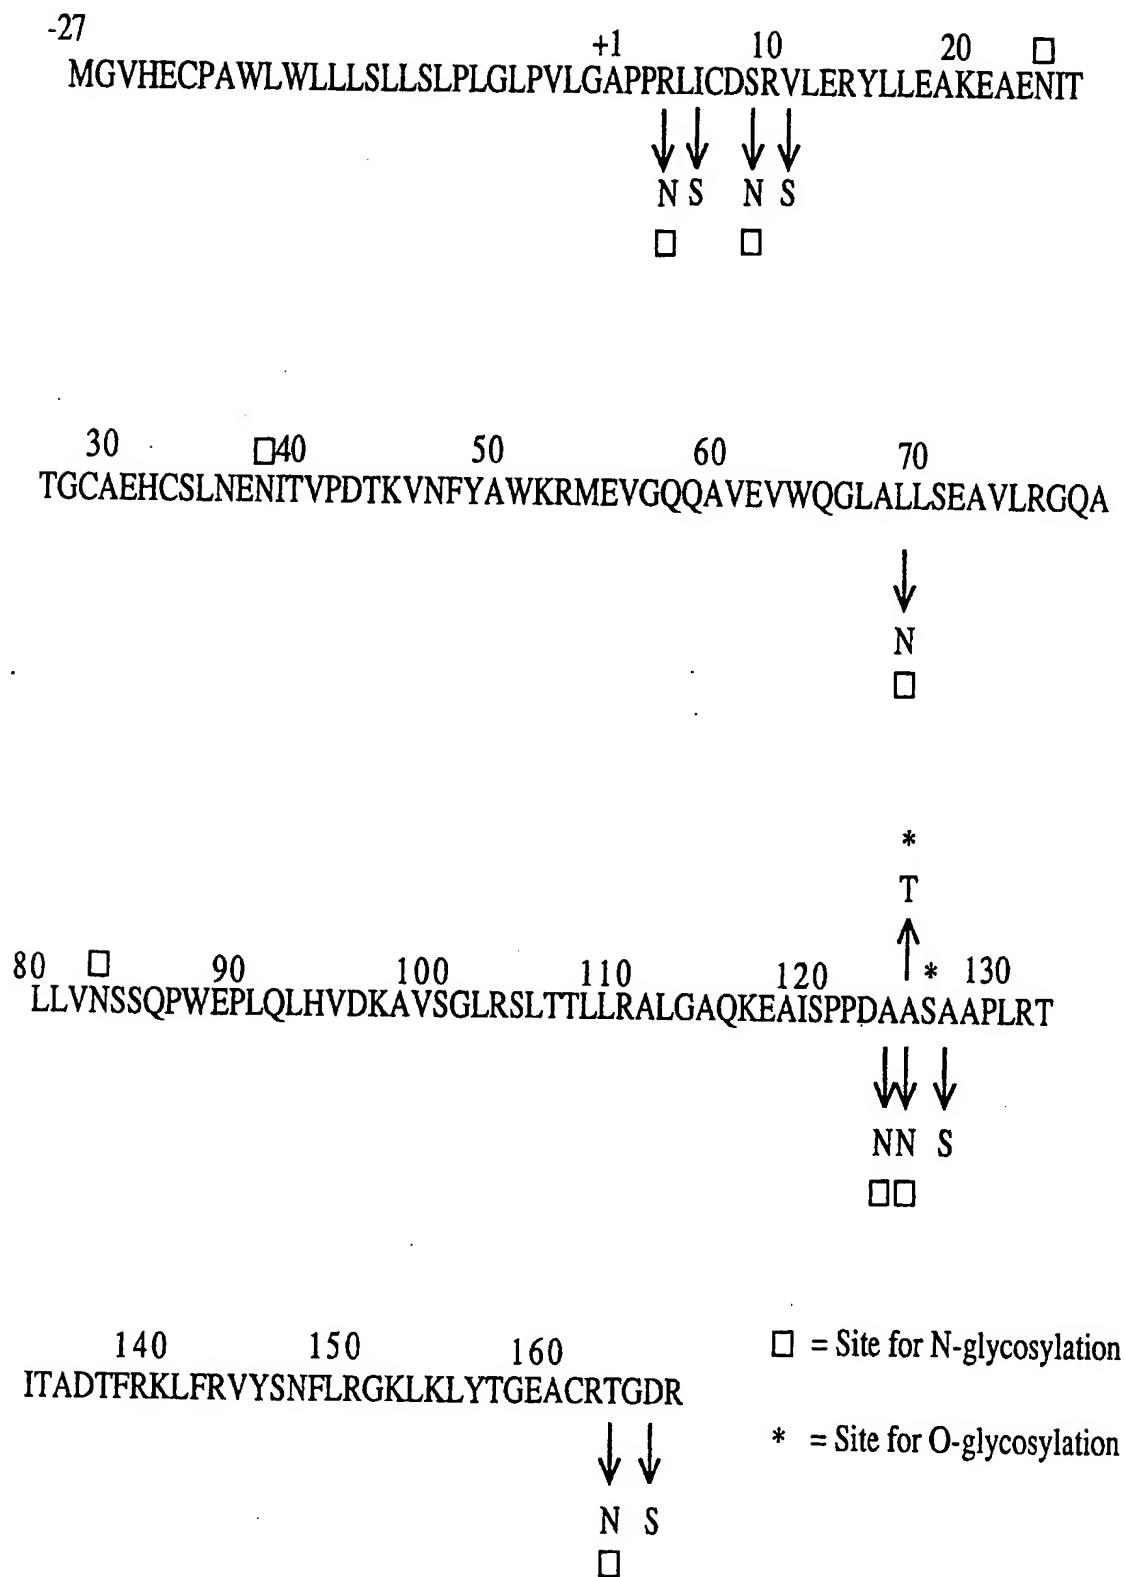 -27 +1 10 20 □
MGVHECPAWLWLLLSLLSLPLGLPVLGAPPRLICDSRVLERYLLEAKEAENIT
↓ ↓ ↓ ↓
N S N S
□ □
30 □40 50 60 70
TGCAEHCSLNENITVPDTKVNFYAWKRMEVGQQAVEVWQGLALLSEAVLRGQA
↓
N
□
*
T
↑
80 □ 90 100 110 120 * 130
LLVNSSQPWEPLQLHVDKAVSGLRSLTTLLRALGAQKEAISPPDAASAAPLRT
↓ ↓ ↓
NN S
□□
140 150 160
□ = Site for N-glycosylation
ITADTFRKLFRVYSNFLRGKLKLYTGEACRTGDR
* = Site for O-glycosylation
↓ ↓
N S
□